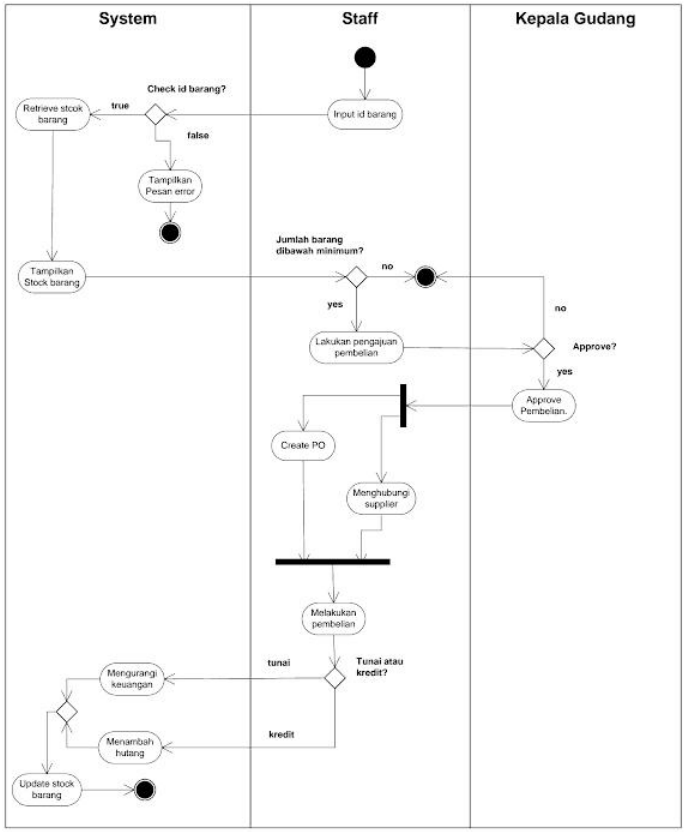 System
Staff
Kepala Gudang
Check id barang?
Retrieve stcok
barang
true
Input id barang
false
Tampilkan
Pesan error
Jumlah barang
dibawah minimum?
Tampilkan
Stock barang
no
yes
no
Lakukan pengajuan
pembelian
Approve?
yes
Approve
Pembelian.
Create PO
Menghubungi
supplier
Melakukan
pembelian
Tunai atau
kredit?
tunai
Mengurangi
keuangan
kredit
Menambah
hutang
Update stock
barang